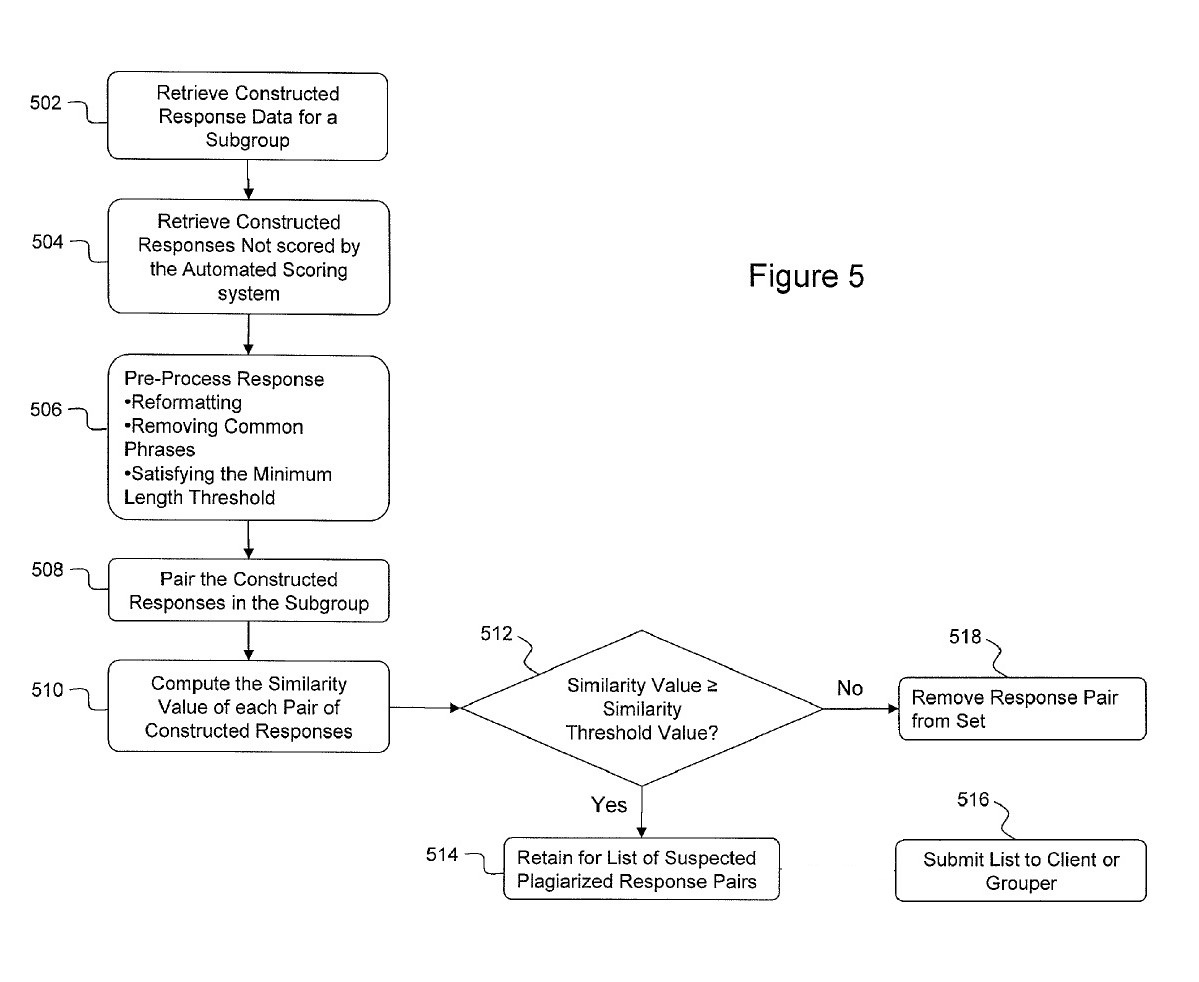 502
Retrieve Constructed
Response Data for a
Subgroup
504
Retrieve Constructed
Responses Not scored by
the Automated Scoring
system
Figure 5
506
Pre-Process Response
•Reformatting
•Removing Common
Phrases
•Satisfying the Minimum
Length Threshold
508
Pair the Constructed
Responses in the Subgroup
510
Compute the Similarity
Value of each Pair of
Constructed Responses
512
Similarity Value ≥
Similarity
Threshold Value?
No
518
Remove Response Pair
from Set
Yes
514
Retain for List of Suspected
Plagiarized Response Pairs
516
Submit List to Client or
Grouper